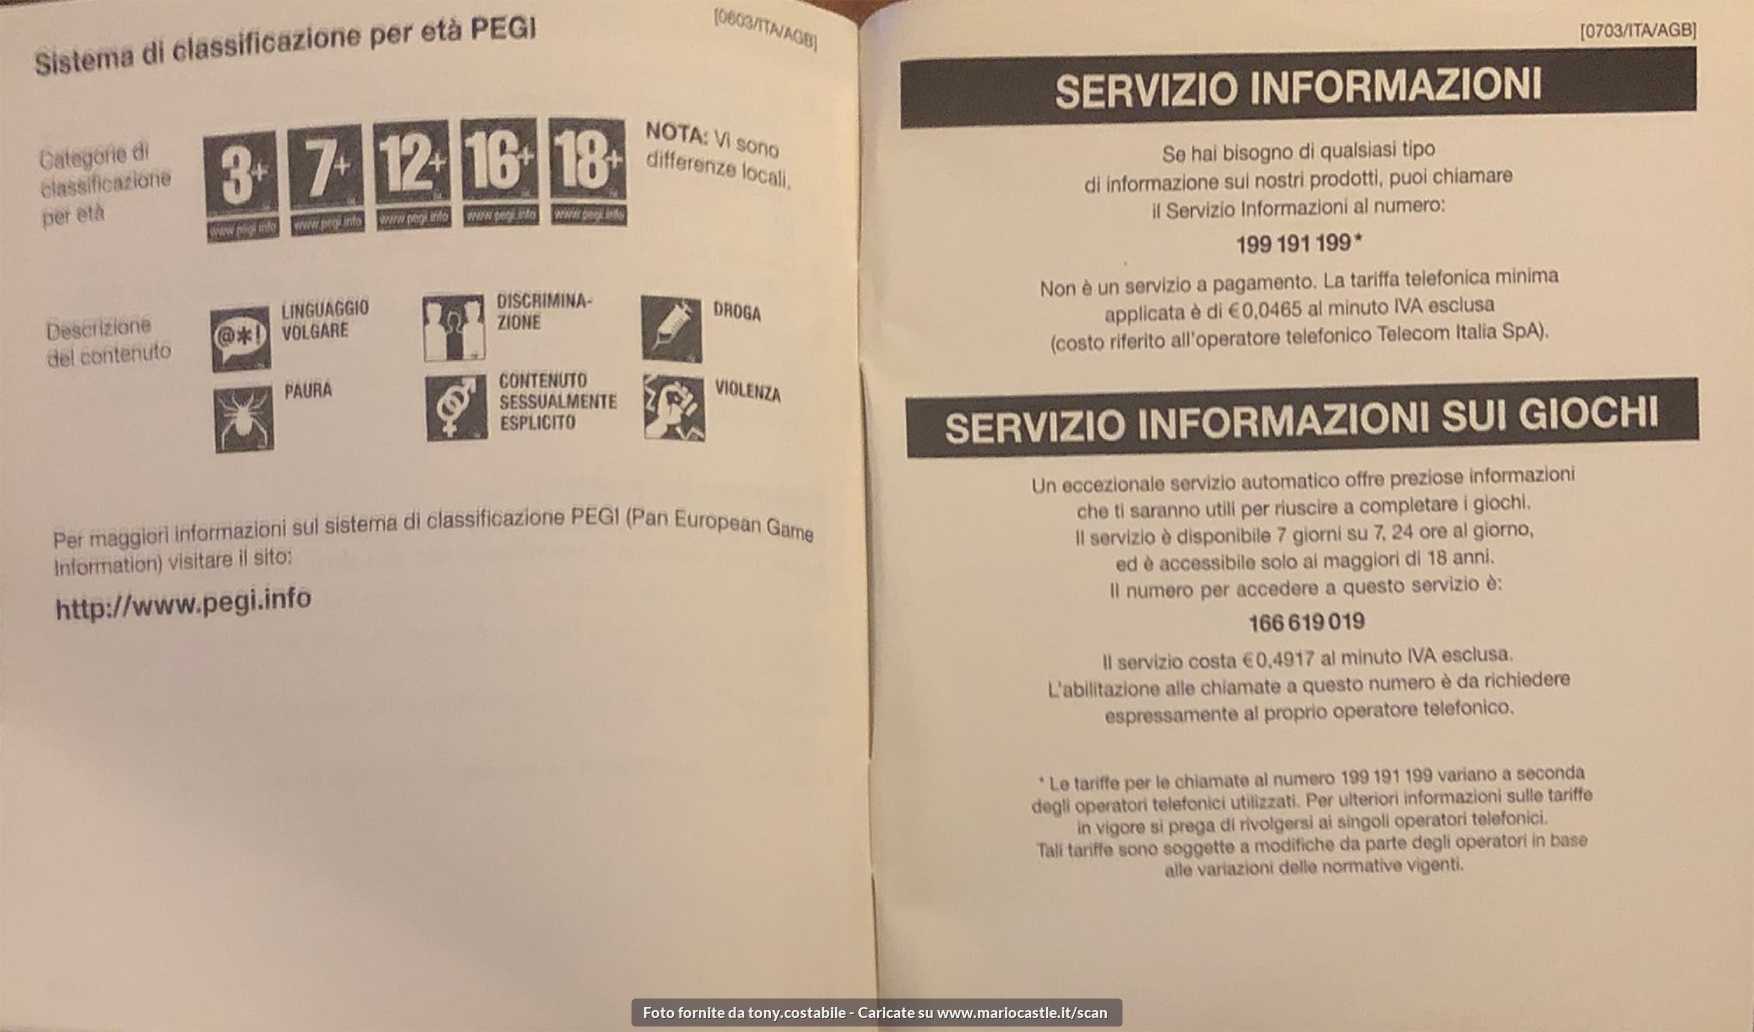 [0603/ITA/AGB]
Sistema di classificazione per età PEGI
Categorie di
classificazione
per età
3+
7+
12+
16+
18+
www.pegi.info
www.pegi.info
www.pegi.info
www.pegi.info
www.pegi.info
NOTA: Vi sono
differenze locali.
Descrizione
del contenuto
@*!
LINGUAGGIO
VOLGARE
DISCRIMINA-
ZIONE
DROGA
PAURA
CONTENUTO
SESSUALMENTE
ESPLICITO
VIOLENZA
Per maggiori informazioni sul sistema di classificazione PEGI (Pan European Game
Information) visitare il sito:
http://www.pegi.info
[0703/ITA/AGB]
SERVIZIO INFORMAZIONI
Se hai bisogno di qualsiasi tipo
di informazione sui nostri prodotti, puoi chiamare
il Servizio Informazioni al numero:
199 191 199*
Non è un servizio a pagamento. La tariffa telefonica minima
applicata è di €0,0465 al minuto IVA esclusa
(costo riferito all'operatore telefonico Telecom Italia SpA).
SERVIZIO INFORMAZIONI SUI GIOCHI
Un eccezionale servizio automatico offre preziose informazioni
che ti saranno utili per riuscire a completare i giochi.
Il servizio è disponibile 7 giorni su 7, 24 ore al giorno,
ed è accessibile solo ai maggiori di 18 anni.
Il numero per accedere a questo servizio è:
166 619 019
Il servizio costa €0,4917 al minuto IVA esclusa.
L'abilitazione alle chiamate a questo numero è da richiedere
espressamente al proprio operatore telefonico.
* Le tariffe per le chiamate al numero 199 191 199 variano a seconda
degli operatori telefonici utilizzati. Per ulteriori informazioni sulle tariffe
in vigore si prega di rivolgersi ai singoli operatori telefonici.
Tali tariffe sono soggette a modifiche da parte degli operatori in base
alle variazioni delle normative vigenti.
Foto fornite da tony.costabile - Caricate su www.mariocastle.it/scan